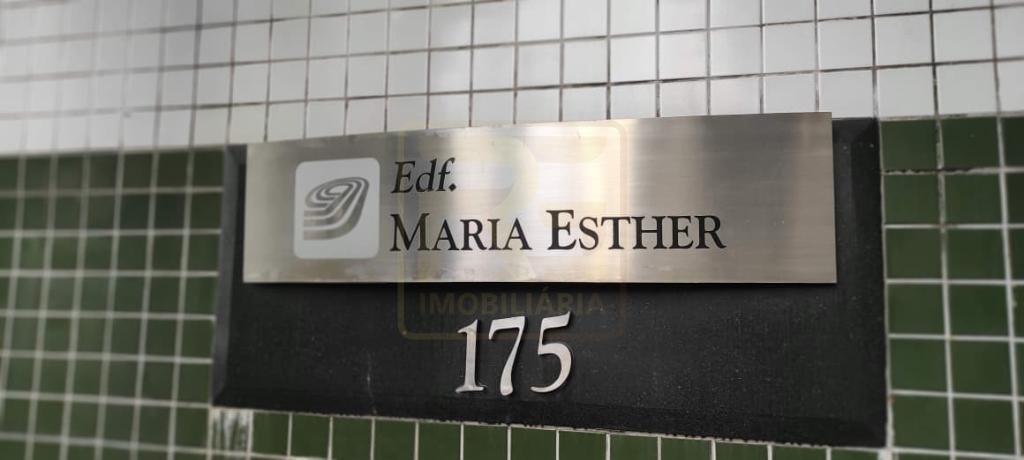 Edf.
MARIA ESTHER
R
IMOBILIÁRIA
175